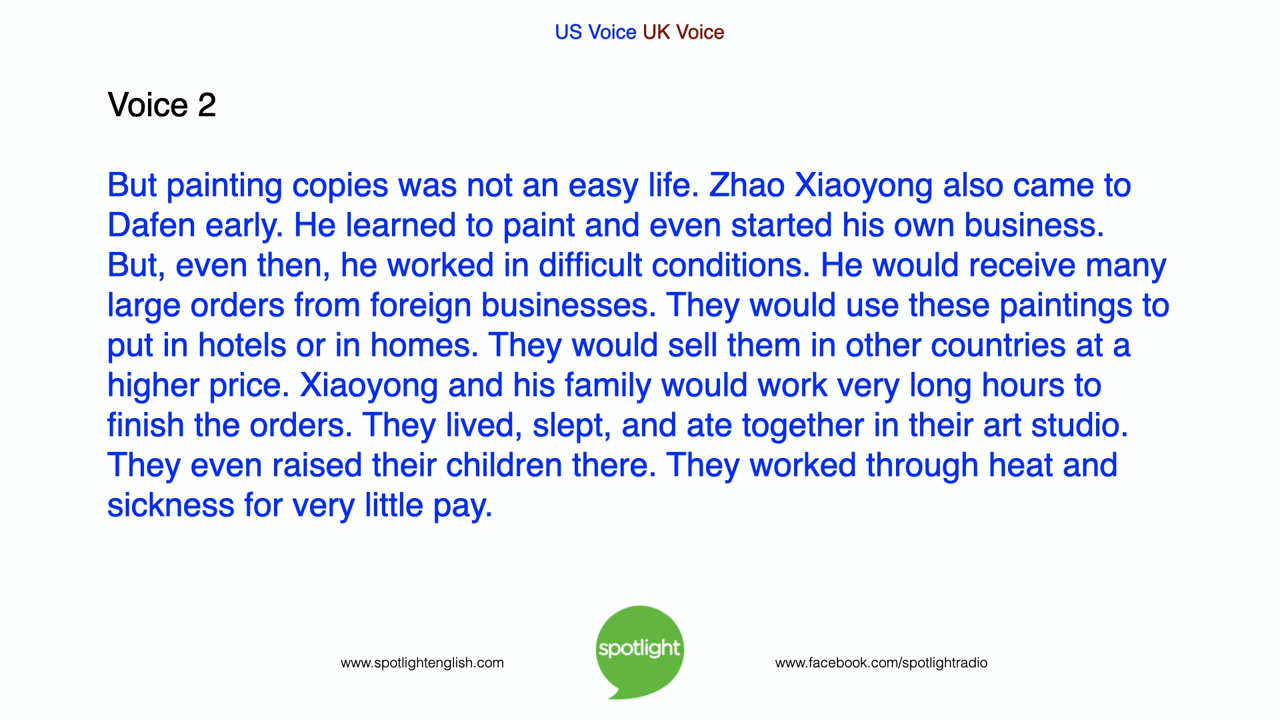 US Voice UK Voice
Voice 2
But painting copies was not an easy life. Zhao Xiaoyong also came to
Dafen early. He learned to paint and even started his own business.
But, even then, he worked in difficult conditions. He would receive many
large orders from foreign businesses. They would use these paintings to
put in hotels or in homes. They would sell them in other countries at a
higher price. Xiaoyong and his family would work very long hours to
finish the orders. They lived, slept, and ate together in their art studio.
They even raised their children there. They worked through heat and
sickness for very little pay.
spotlight
www.spotlightenglish.com
www.facebook.com/spotlightradio